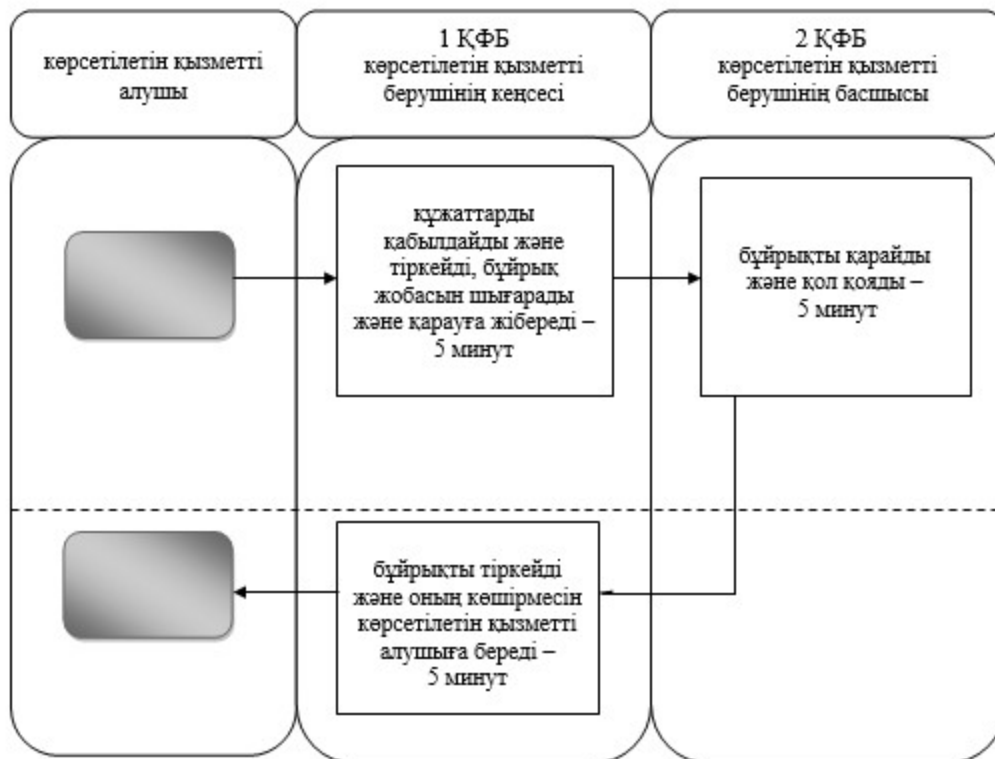 көрсетілетін қызметті
алушы
1 ҚФБ
көрсетілетін қызметті
берушінің кеңсесі
2 ҚФБ
көрсетілетін қызметті
берушінің басшысы
құжаттарды
қабылдайды және
тіркейді, бұйрық
жобасын шығарады
және қарауға жібереді –
5 минут
бұйрықты қарайды
және қол қояды –
5 минут
бұйрықты тіркейді
және оның көшірмесін
көрсетілетін қызметті
алушыға береді –
5 минут